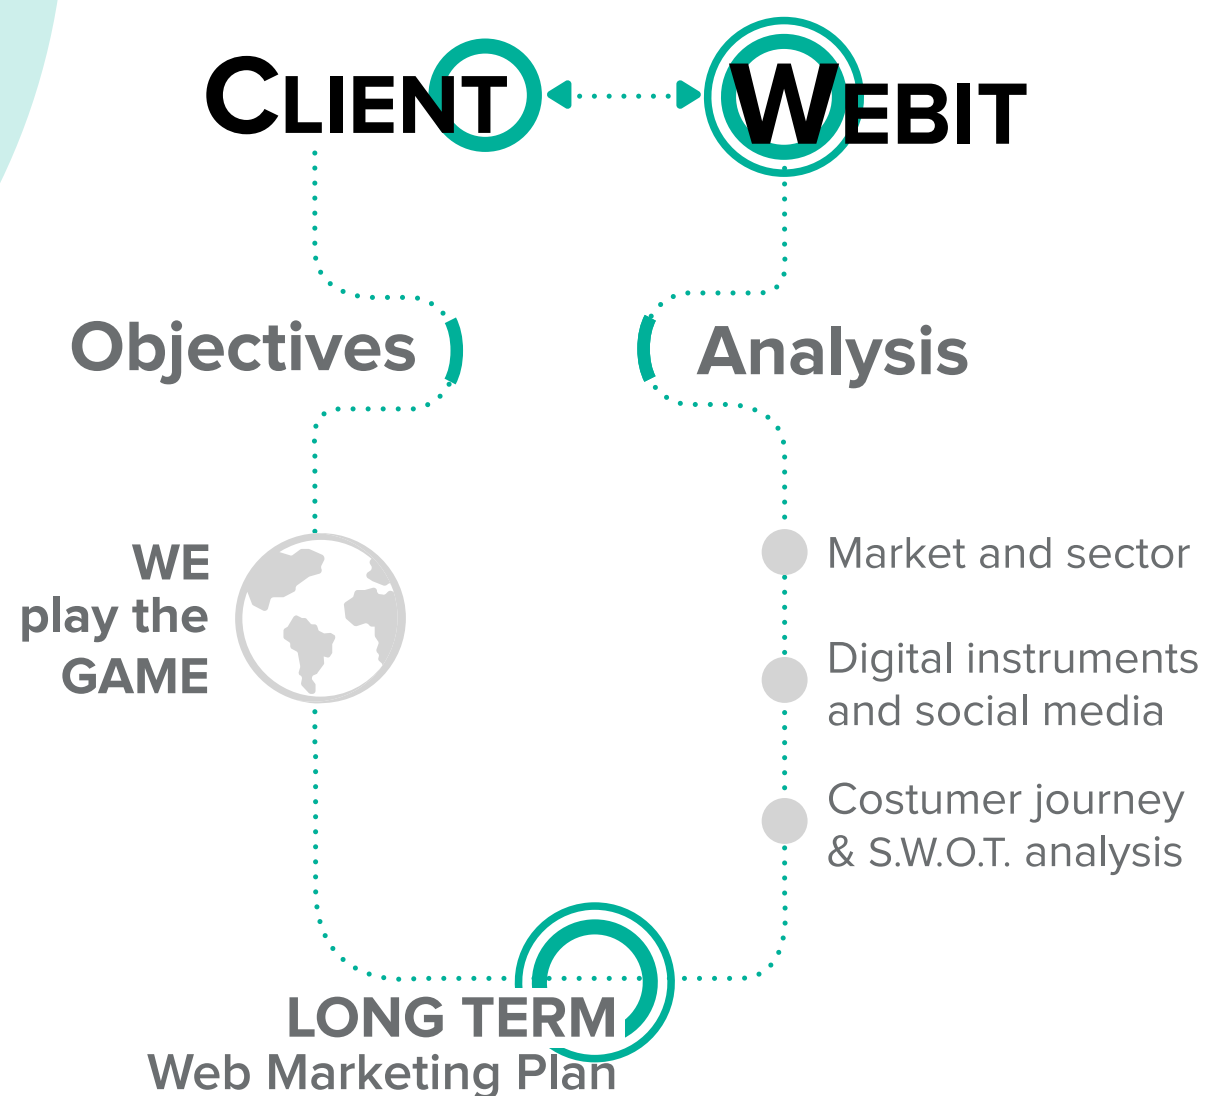 CLIENT
WEBIT
Objectives
Analysis
WE
play the
GAME
Market and sector
Digital instruments
and social media
Costumer journey
& S.W.O.T. analysis
LONG TERM
Web Marketing Plan